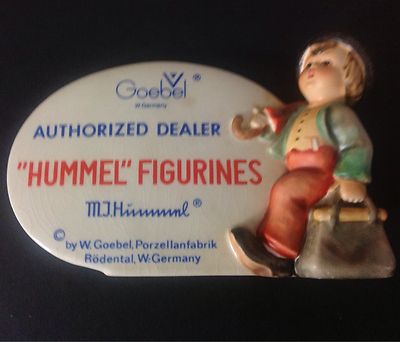 Goebel ®
W. Germany
AUTHORIZED DEALER
"HUMMEL" FIGURINES
M.J.Hummel ®
© by W. Goebel, Porzellanfabrik
Rödental, W.-Germany